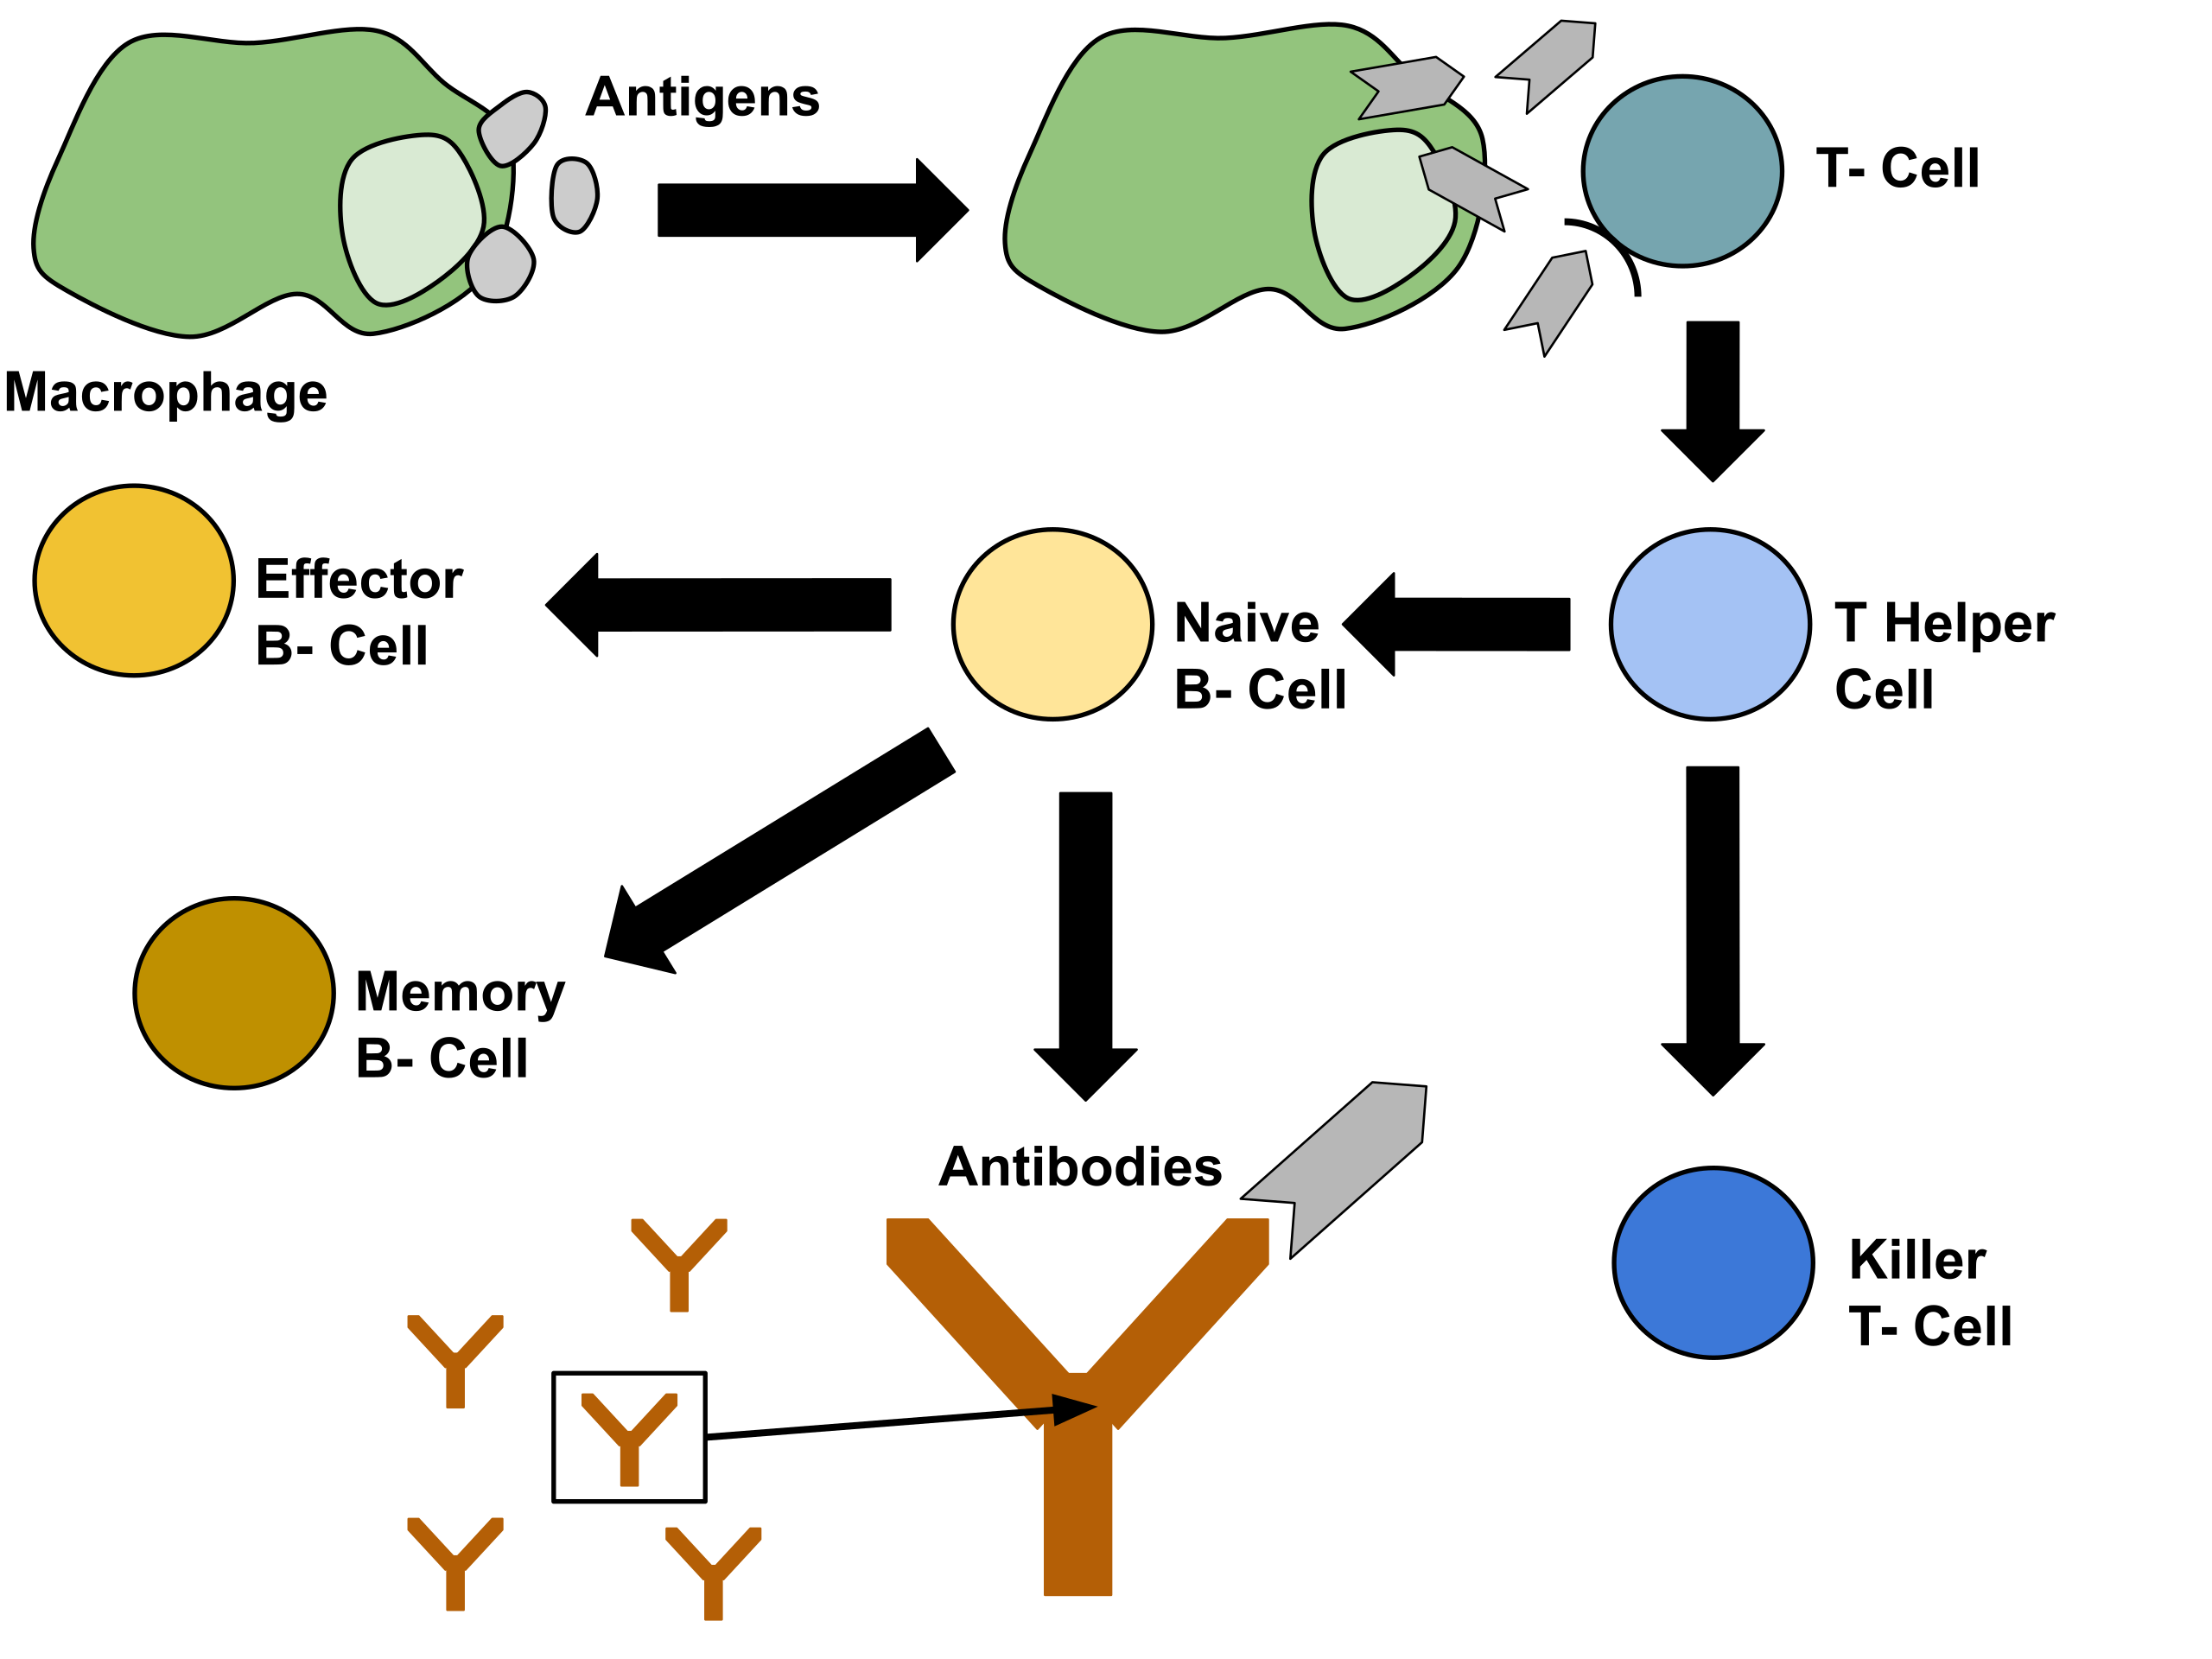 Antigens
T- Cell
Macrophage
Effector
B- Cell
Naive
B- Cell
T Helper
Cell
Memory
B- Cell
Antibodies
Killer
T- Cell